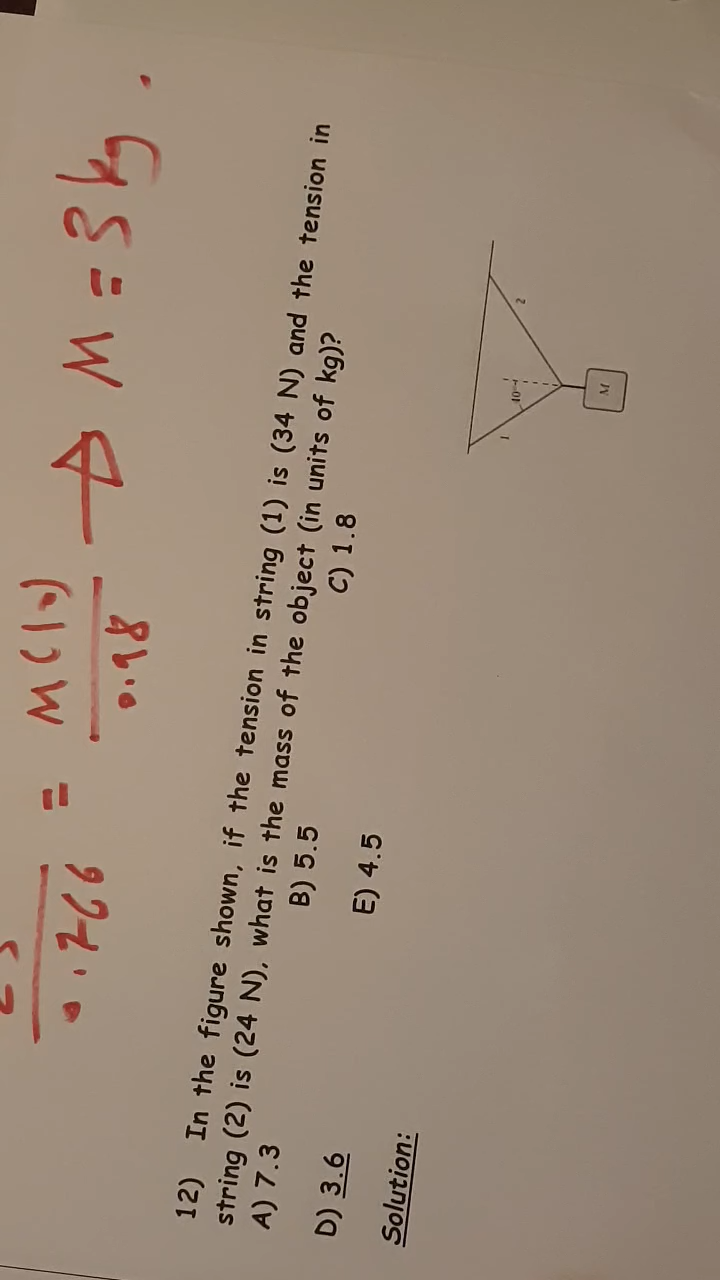 0.766 = M(10)
0.98 → M = 3 kg.
12) In the figure shown, if the tension in string (1) is (34 N) and the tension in
string (2) is (24 N), what is the mass of the object (in units of kg)?
A) 7.3 B) 5.5 C) 1.8
D) 3.6 E) 4.5
Solution:
1
40°
2
M